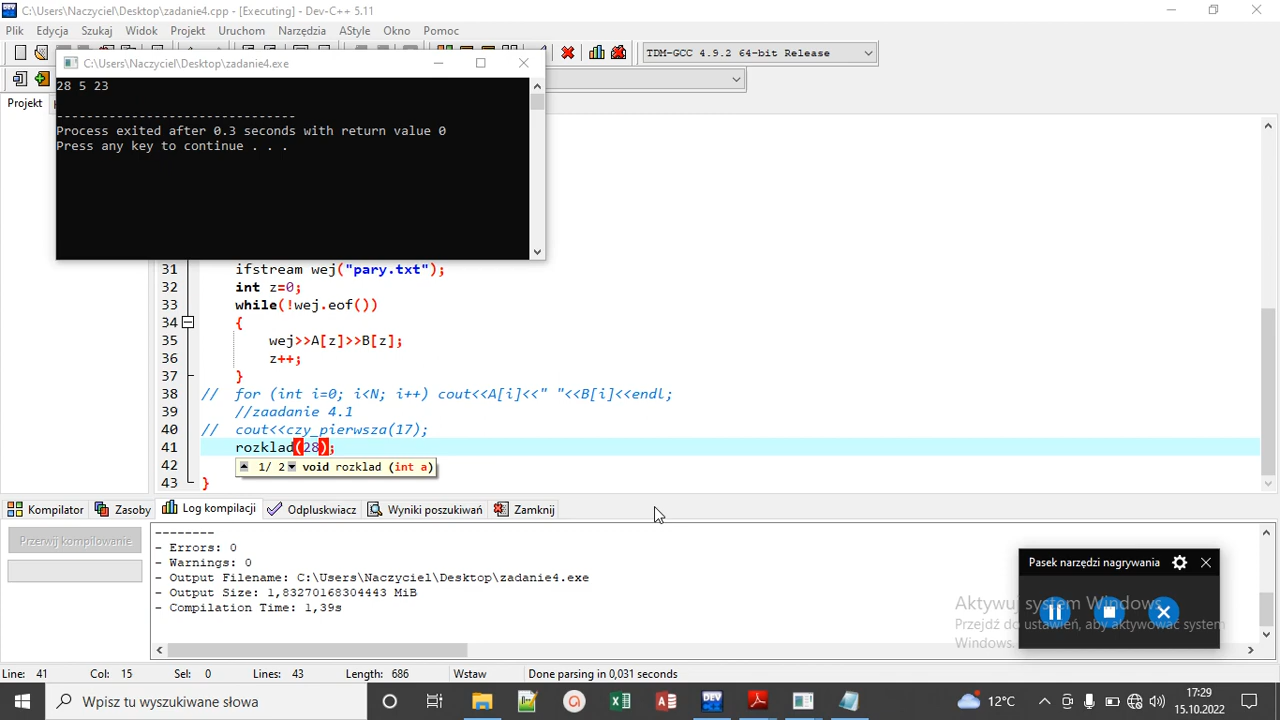 C:\Users\Naczyciel\Desktop\zadanie4.cpp - [Executing] - Dev-C++ 5.11
Plik Edycja Szukaj Widok Projekt Uruchom Narzędzia AStyle Okno Pomoc
TDM-GCC 4.9.2 64-bit Release
C:\Users\Naczyciel\Desktop\zadanie4.exe
28 5 23
--------------------------------
Process exited after 0.3 seconds with return value 0
Press any key to continue . . .
Projekt
31 ifstream wej("pary.txt");
32 int z=0;
33 while(!wej.eof())
34 {
35 wej>>A[z]>>B[z];
36 z++;
37 }
38 // for (int i=0; i<N; i++) cout<<A[i]<<" "<<B[i]<<endl;
39 //zaadanie 4.1
40 // cout<<czy_pierwsza(17);
41 rozklad(28);
42 1/ 2 void rozklad (int a)
43 }
Kompilator Zasoby Log kompilacji Odpluskwiacz Wyniki poszukiwań Zamknij
Przerwij kompilowanie
--------
- Errors: 0
- Warnings: 0
- Output Filename: C:\Users\Naczyciel\Desktop\zadanie4.exe
- Output Size: 1,83270168304443 MiB
- Compilation Time: 1,39s
Pasek narzędzi nagrywania
Aktywuj system Windows
Przejdź do ustawień, aby aktywować system
Windows.
Line: 41 Col: 15 Sel: 0 Lines: 43 Length: 686 Wstaw Done parsing in 0,031 seconds
Wpisz tu wyszukiwane słowa
12°C
17:29
15.10.2022